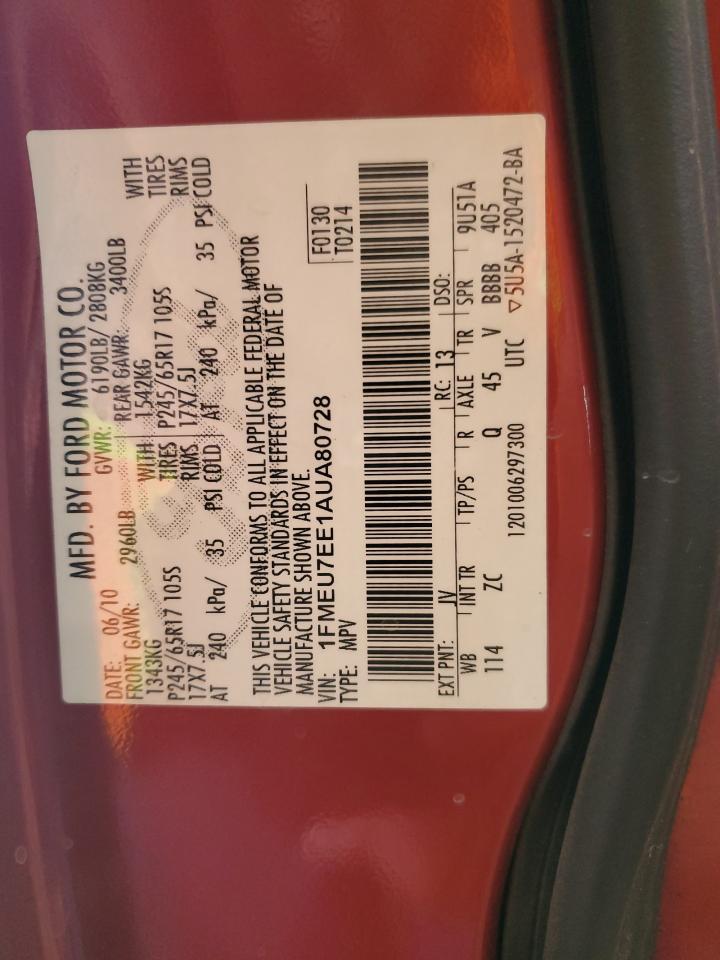 MFD. BY FORD MOTOR CO.
DATE: 06/10 GVWR: 6190LB/ 2808KG
FRONT GAWR: 2960LB REAR GAWR: 3400LB
1343KG WITH 1542KG WITH
P245/65R17 105S TIRES P245/65R17 105S TIRES
17X7.5J RIMS 17X7.5J RIMS
AT 240 kPa/ 35 PSI COLD AT 240 kPa/ 35 PSI COLD
THIS VEHICLE CONFORMS TO ALL APPLICABLE FEDERAL MOTOR
VEHICLE SAFETY STANDARDS IN EFFECT ON THE DATE OF
MANUFACTURE SHOWN ABOVE.
VIN: 1FMEU7EE1AUA80728 F0130
TYPE: MPV T0214
EXT PNT: JV RC: 13 DSO:
WB INT TR TP/PS R AXLE TR SPR 9U51A
114 ZC Q 45 V BBBB 405
1201006297300 UTC ▽5U5A-1520472-BA